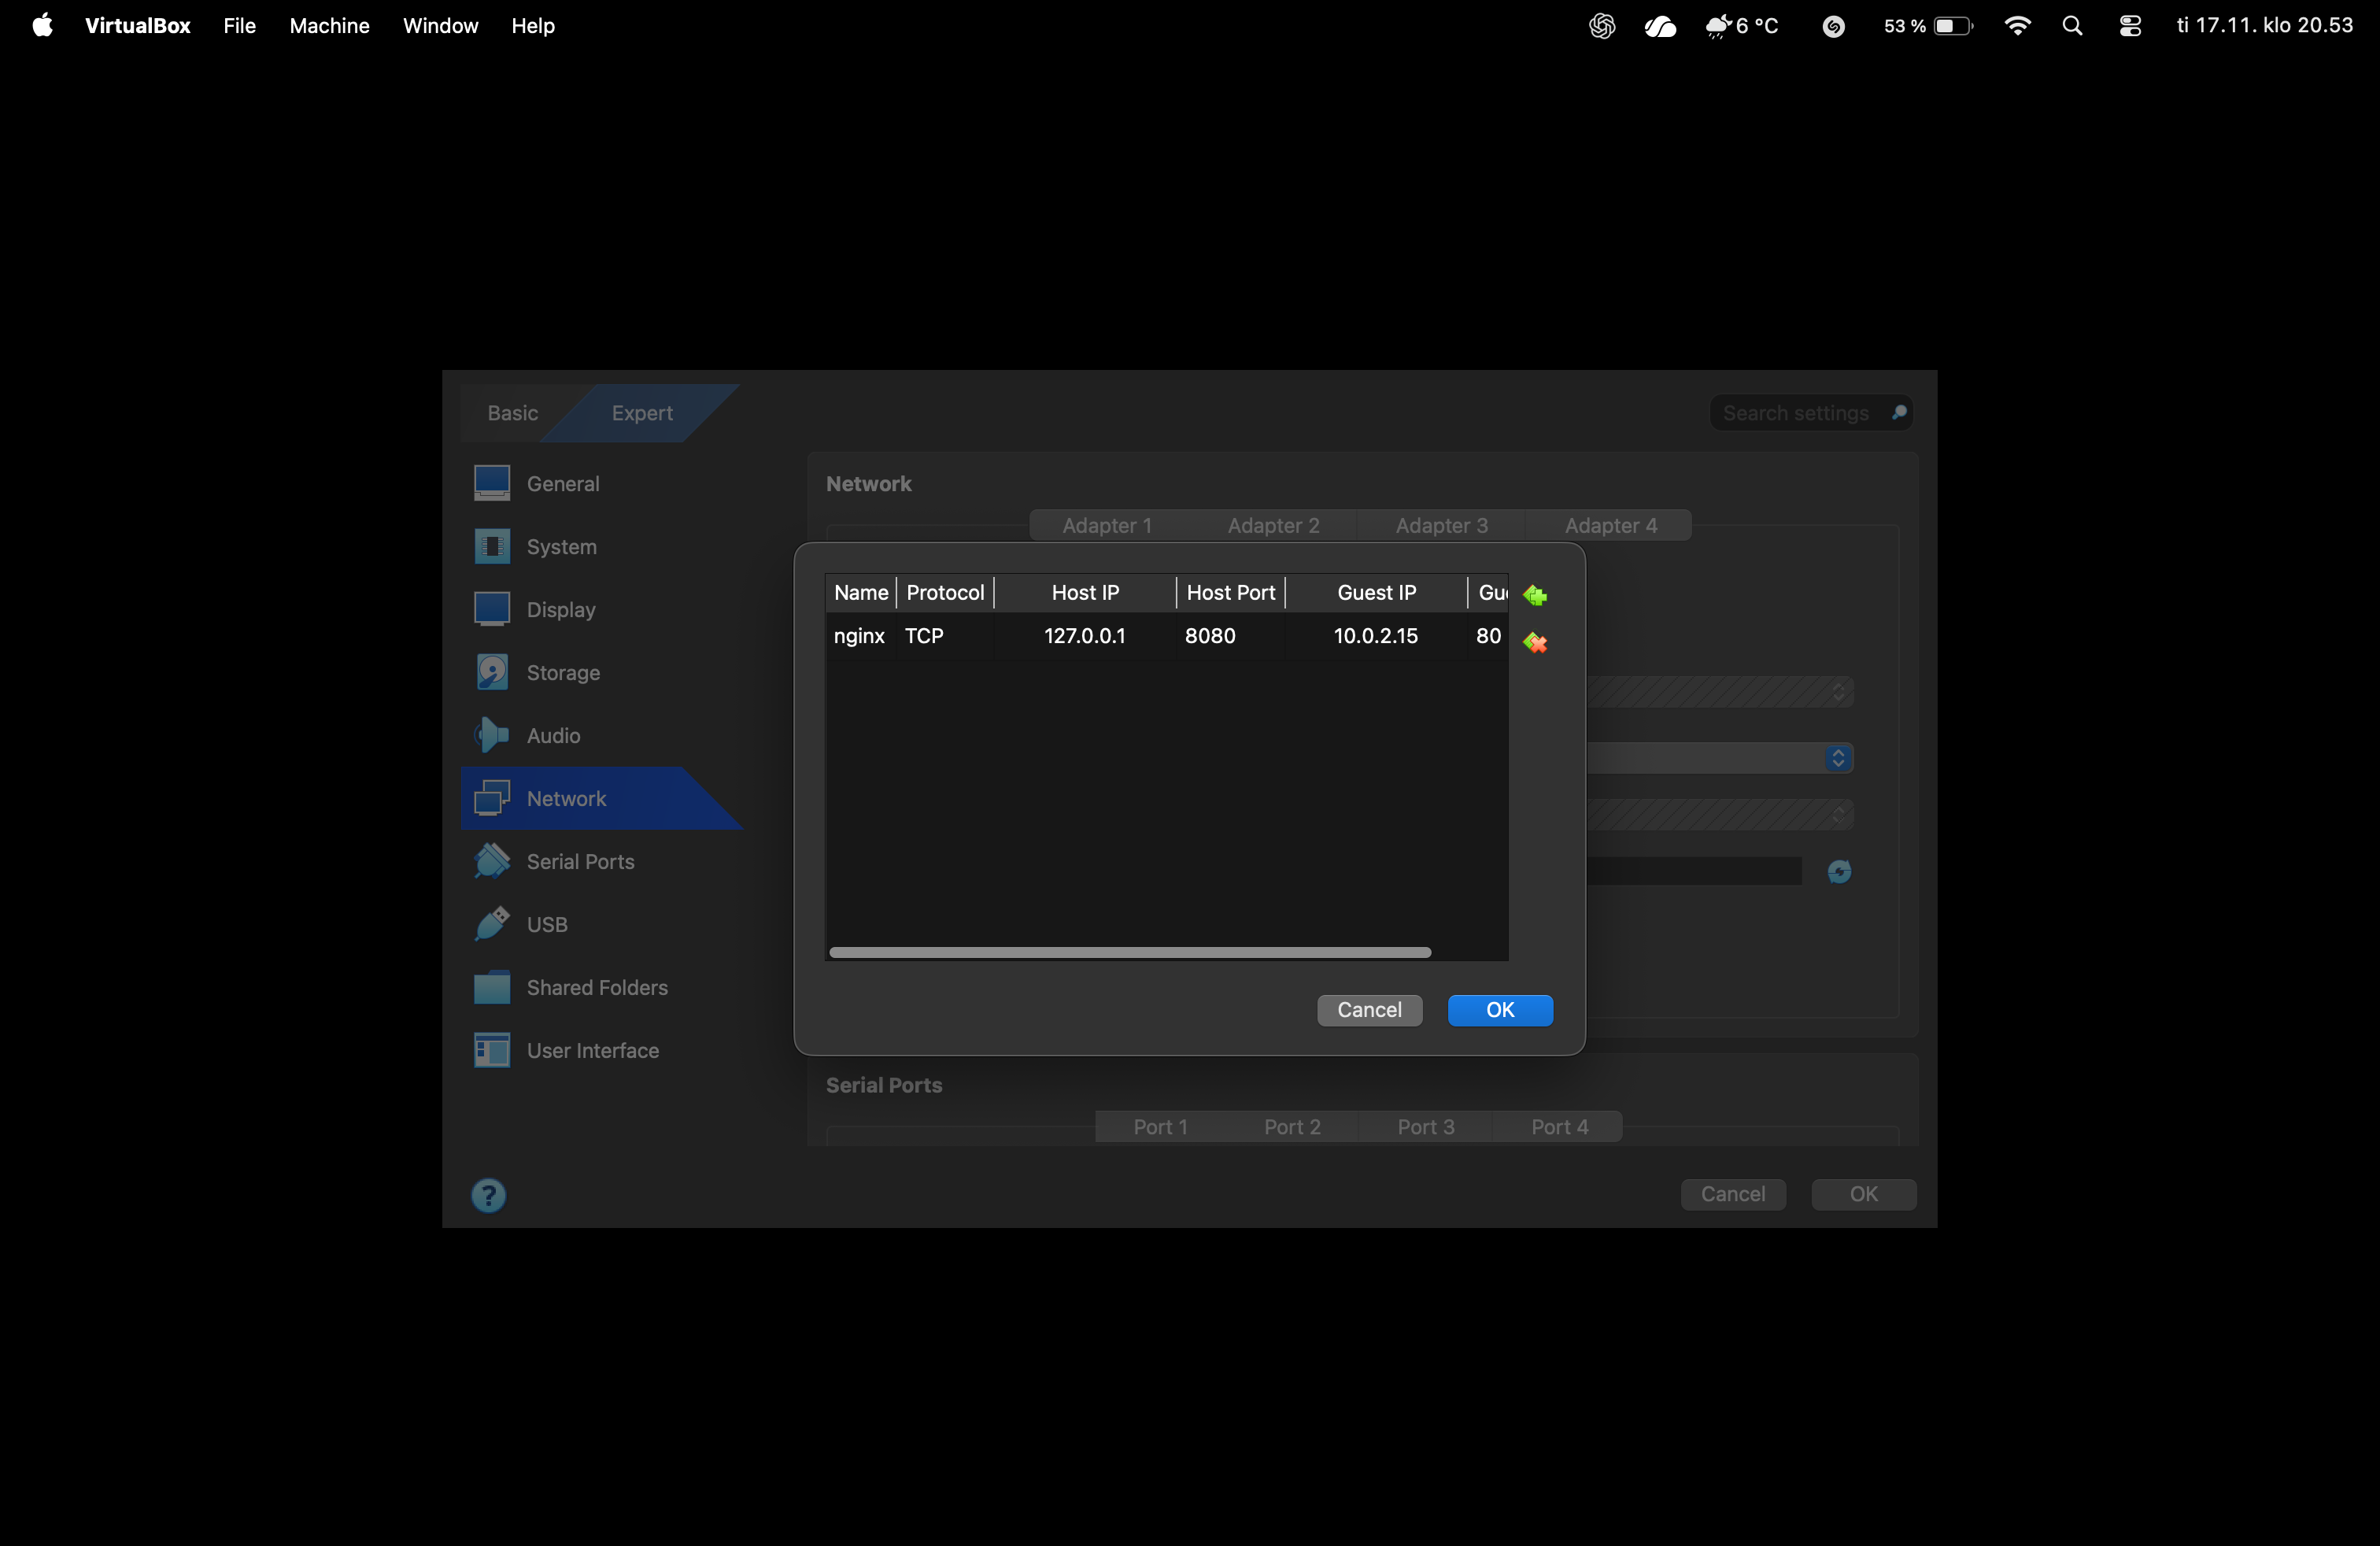 VirtualBox File Machine Window Help 6 °C 53 % ti 17.11. klo 20.53
Basic Expert Search settings
General
System
Display
Storage
Audio
Network
Serial Ports
USB
Shared Folders
User Interface
Network
Adapter 1 Adapter 2 Adapter 3 Adapter 4
Name Protocol Host IP Host Port Guest IP
nginx TCP 127.0.0.1 8080 10.0.2.15 80
Cancel OK
Serial Ports
Port 1 Port 2 Port 3 Port 4
?
Cancel OK